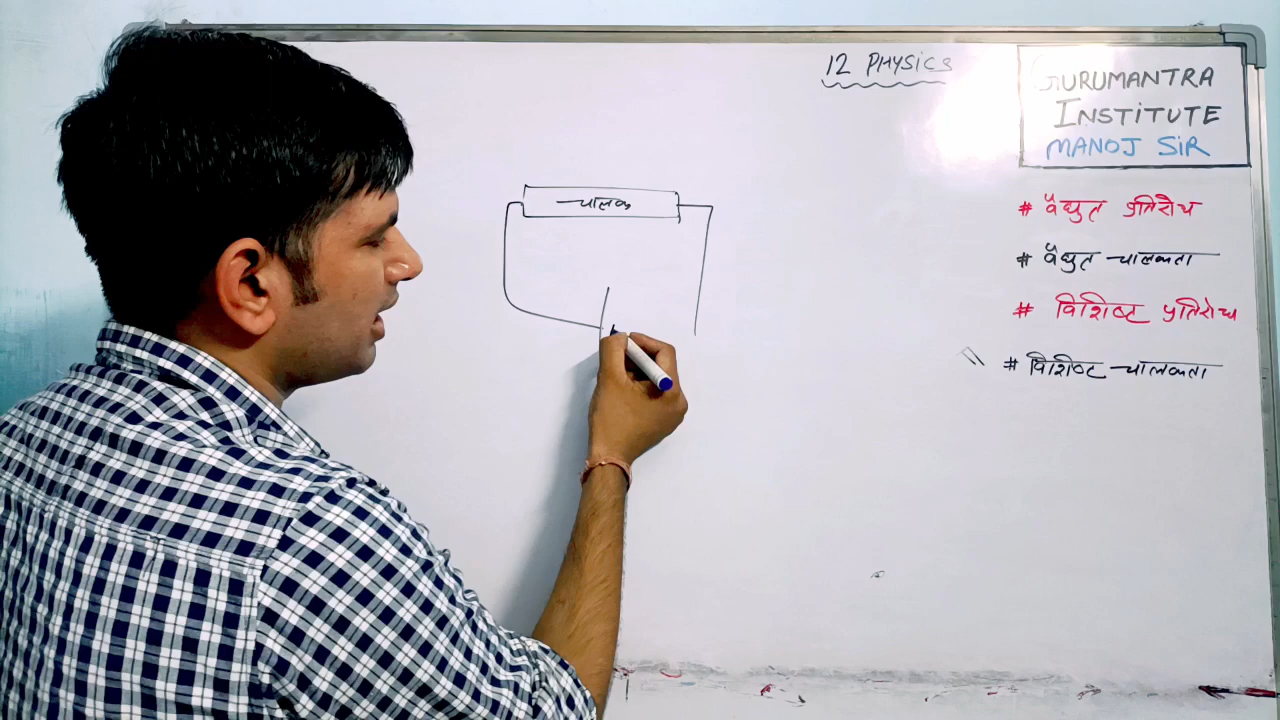 12 PHYSICS
GURUMANTRA
INSTITUTE
MANOJ SIR
चालक
# वैद्युत प्रतिरोध
# वैद्युत चालकता
# विशिष्ट प्रतिरोध
# विशिष्ट चालकता